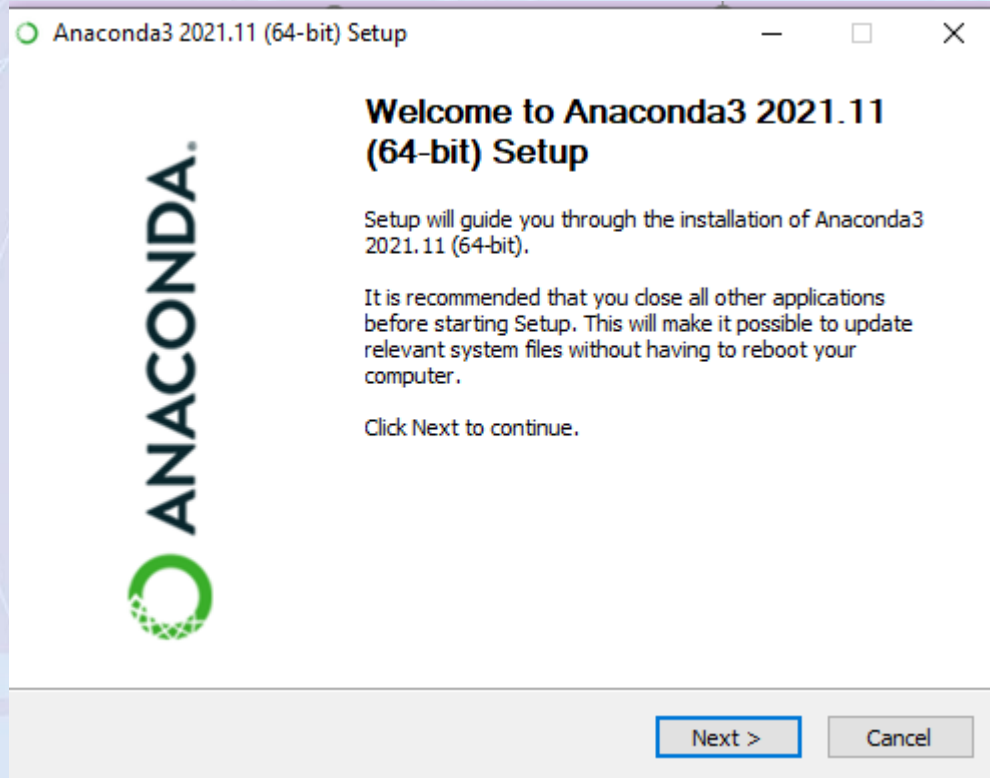 Anaconda3 2021.11 (64-bit) Setup
Welcome to Anaconda3 2021.11
(64-bit) Setup
Setup will guide you through the installation of Anaconda3
2021.11 (64-bit).
It is recommended that you close all other applications
before starting Setup. This will make it possible to update
relevant system files without having to reboot your
computer.
Click Next to continue.
ANACONDA.
Next >
Cancel